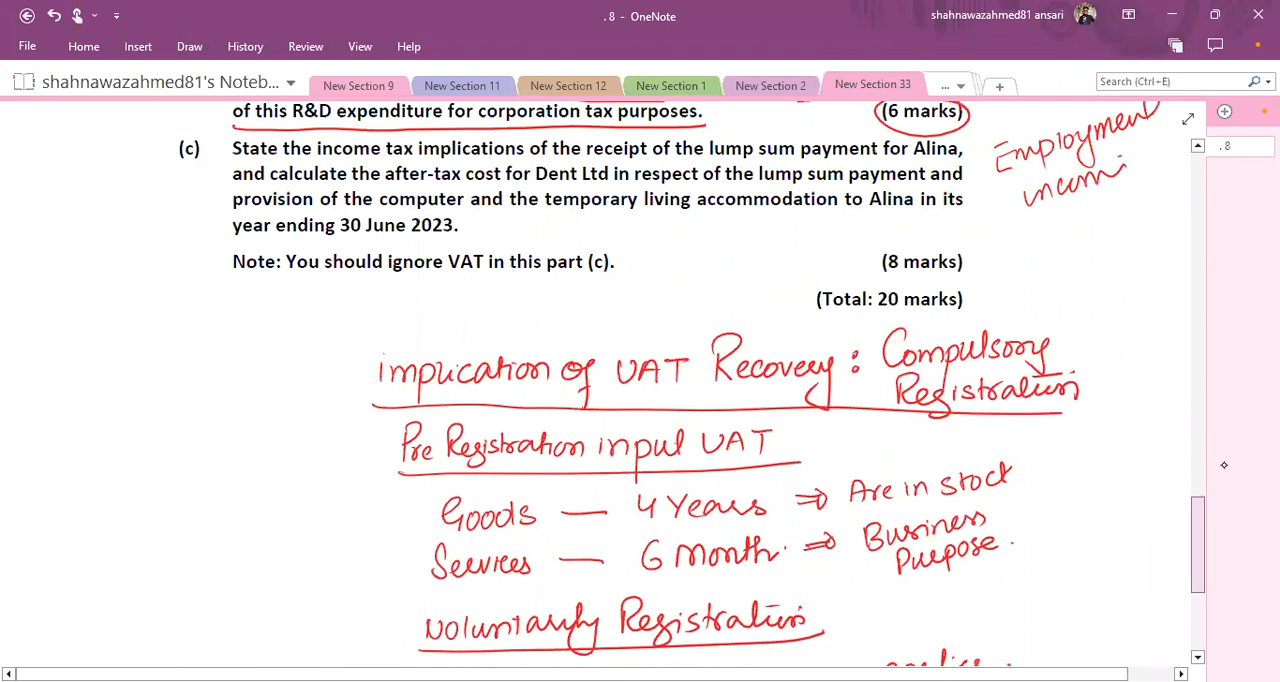 .8 - OneNote
shahnawazahmed81 ansari
File Home Insert Draw History Review View Help
shahnawazahmed81's Noteb...
New Section 9
New Section 11
New Section 12
New Section 1
New Section 2
New Section 33
...
Search (Ctrl+E)
.8
of this R&D expenditure for corporation tax purposes. (6 marks)
(c) State the income tax implications of the receipt of the lump sum payment for Alina,
and calculate the after-tax cost for Dent Ltd in respect of the lump sum payment and
provision of the computer and the temporary living accommodation to Alina in its
year ending 30 June 2023.
Employment
incom
Note: You should ignore VAT in this part (c). (8 marks)
(Total: 20 marks)
implication of VAT Recovery : Compulsory
Registration
Pre Registration input VAT
Goods — 4 Years ⇒ Are in stock
Services — 6 month. ⇒ Business
Purpose.
Voluntarily Registration